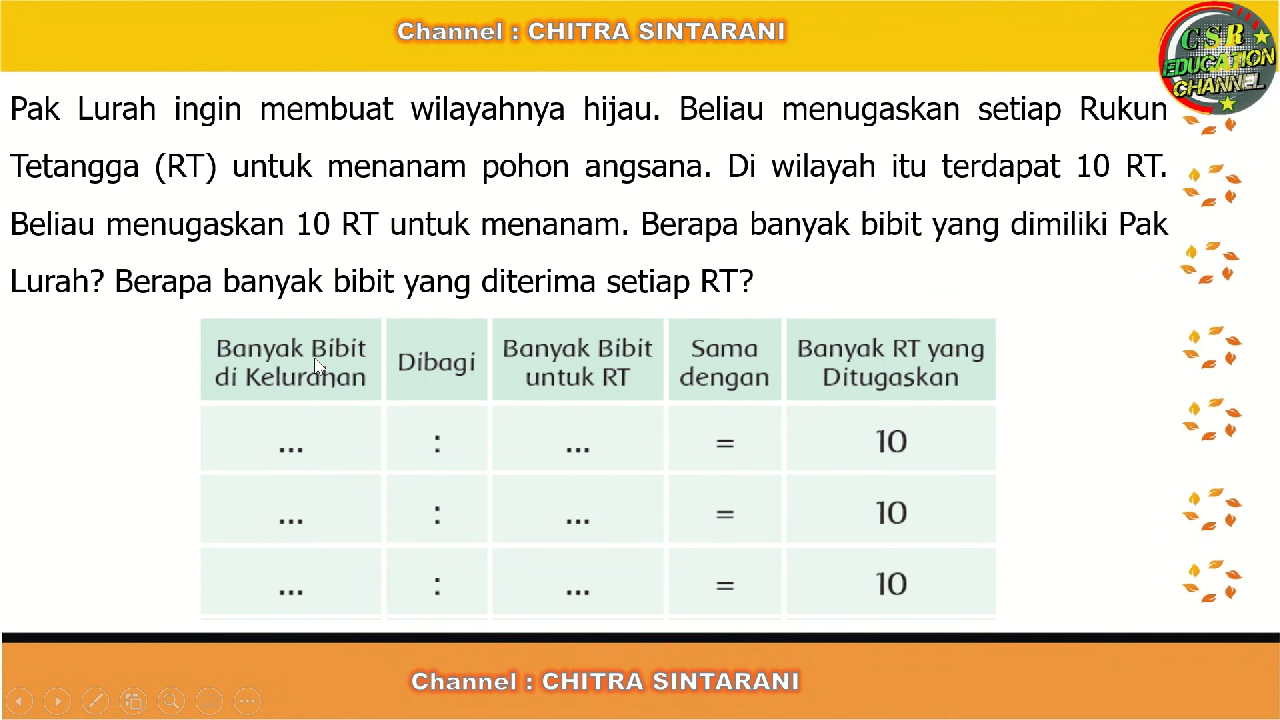 Channel : CHITRA SINTARANI
CSR
EDUCATION
CHANNEL
Pak Lurah ingin membuat wilayahnya hijau. Beliau menugaskan setiap Rukun
Tetangga (RT) untuk menanam pohon angsana. Di wilayah itu terdapat 10 RT.
Beliau menugaskan 10 RT untuk menanam. Berapa banyak bibit yang dimiliki Pak
Lurah? Berapa banyak bibit yang diterima setiap RT?
Banyak Bibit di Kelurahan Dibagi Banyak Bibit untuk RT Sama dengan Banyak RT yang Ditugaskan
... : ... = 10
... : ... = 10
... : ... = 10
Channel : CHITRA SINTARANI